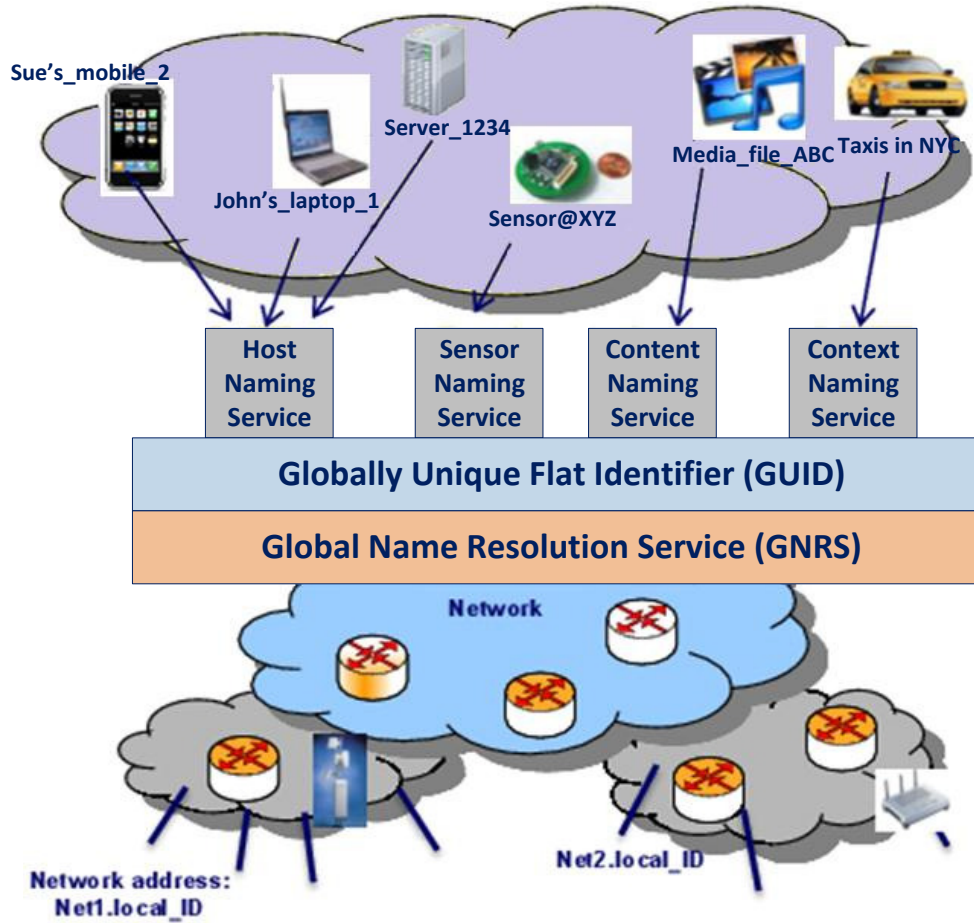 Sue's_mobile_2
Server_1234
John's_laptop_1
Sensor@XYZ
Media_file_ABC
Taxis in NYC
Host
Naming
Service
Sensor
Naming
Service
Content
Naming
Service
Context
Naming
Service
Globally Unique Flat Identifier (GUID)
Global Name Resolution Service (GNRS)
Network
Network address:
Net1.local_ID
Net2.local_ID